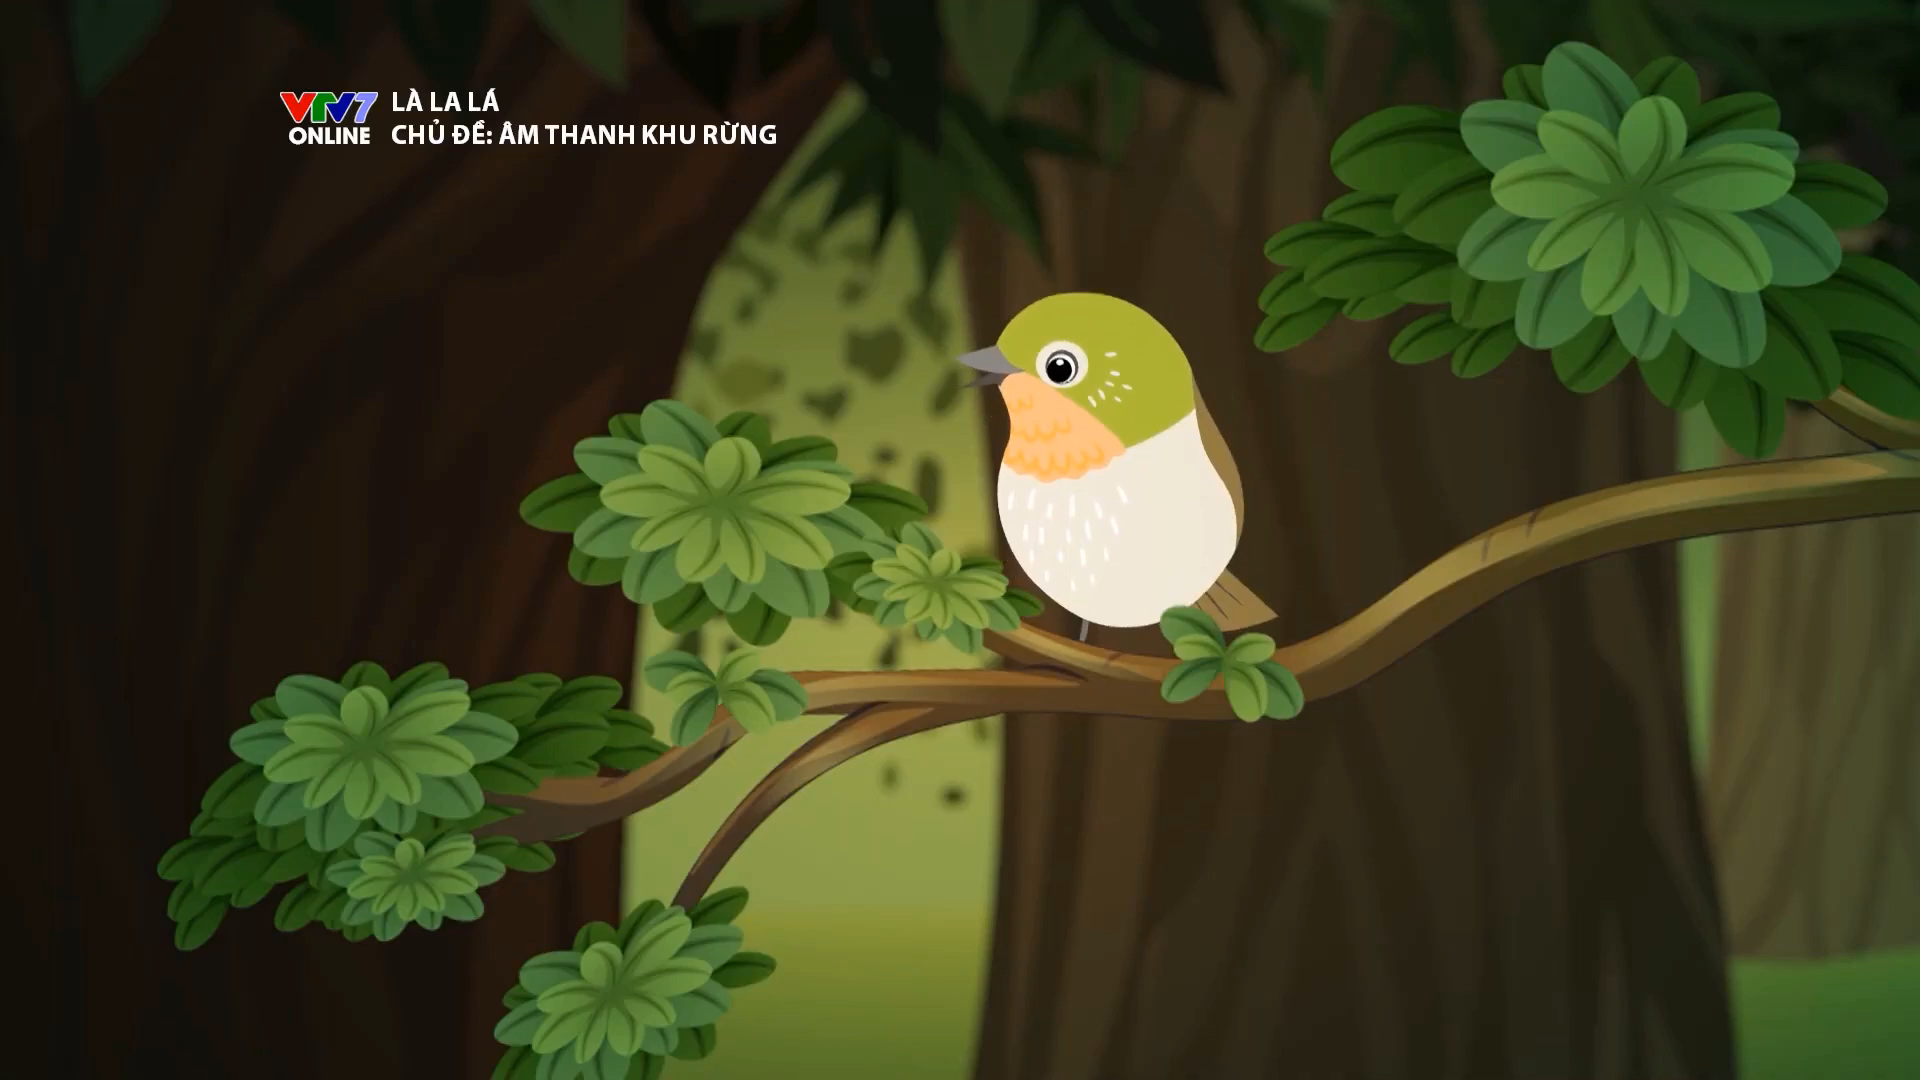 VTV7 LÀ LA LÁ
ONLINE CHỦ ĐỀ: ÂM THANH KHU RỪNG